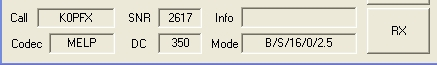 Call K0PFX SNR 2617 Info
Codec MELP DC 350 Mode B/S/16/0/2.5 RX